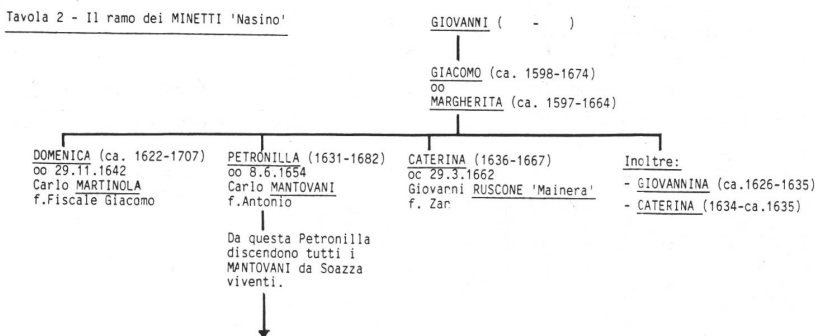 Tavola 2 - Il ramo dei MINETTI 'Nasino'
GIOVANNI ( - )
GIACOMO (ca. 1598-1674)
oo
MARGHERITA (ca. 1597-1664)
DOMENICA (ca. 1622-1707)
oo 29.11.1642
Carlo MARTINOLA
f.Fiscale Giacomo
PETRONILLA (1631-1682)
oo 8.6.1654
Carlo MANTOVANI
f.Antonio
Da questa Petronilla
discendono tutti i
MANTOVANI da Soazza
viventi.
CATERINA (1636-1667)
oc 29.3.1662
Giovanni RUSCONE 'Mainera'
f. Zan
Inoltre:
- GIOVANNINA (ca.1626-1635)
- CATERINA (1634-ca.1635)